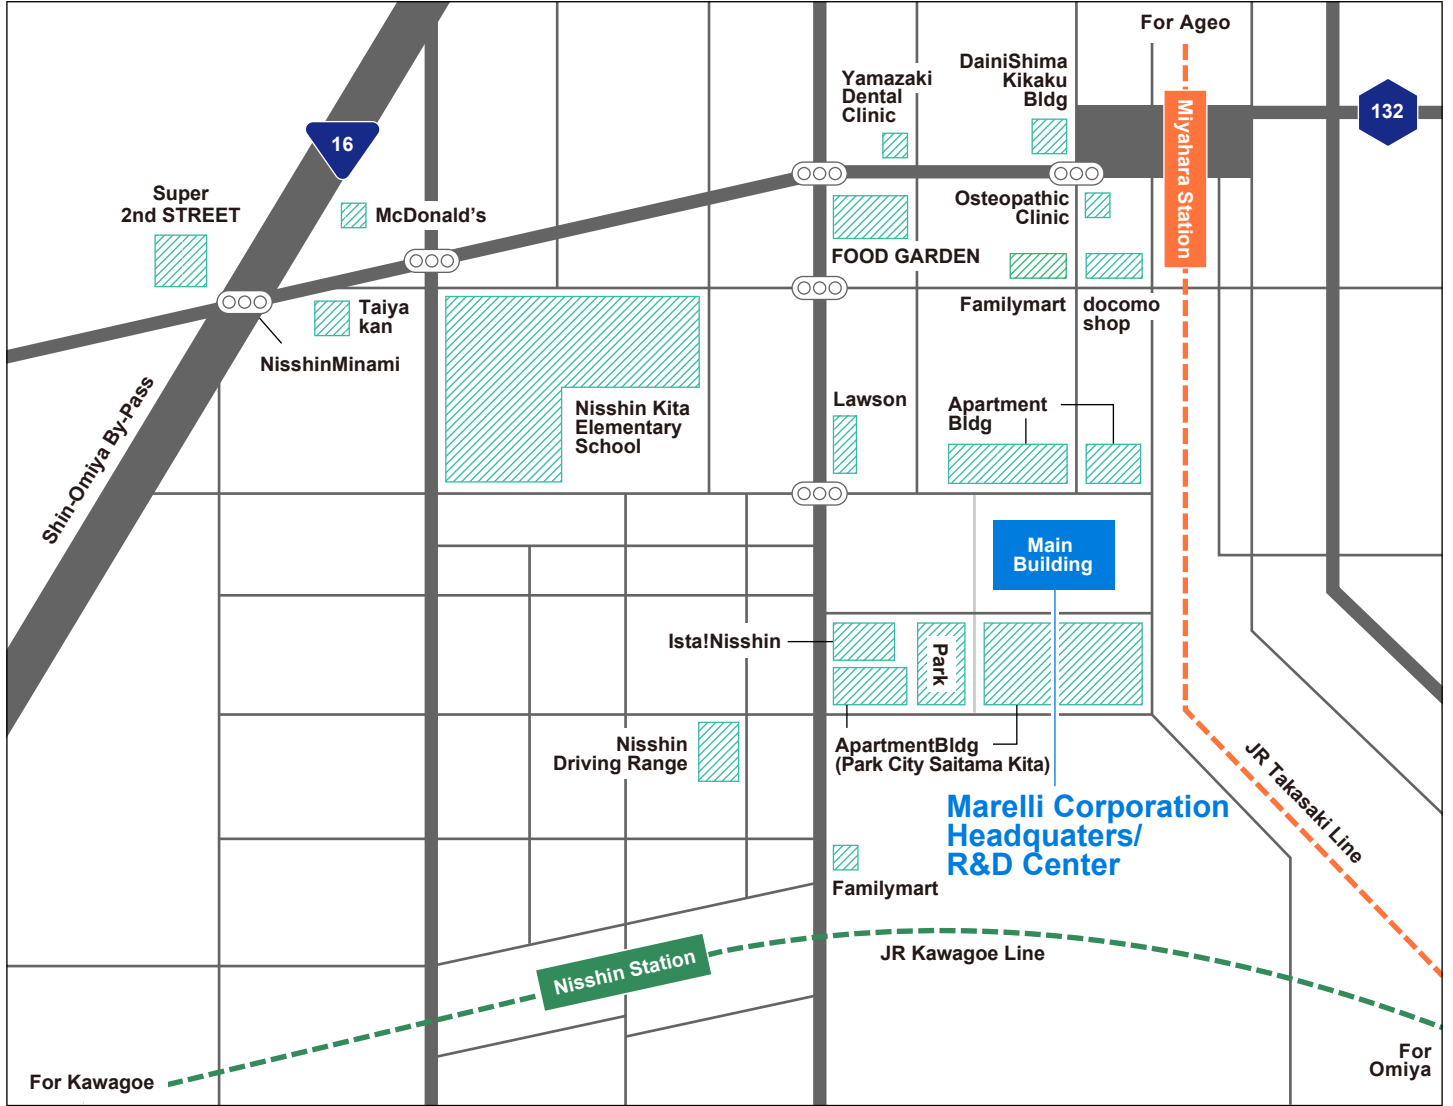 For Ageo
132
16
Miyahara Station
DainiShima
Kikaku
Bldg
Yamazaki
Dental
Clinic
Super
2nd STREET
McDonald's
Osteopathic
Clinic
FOOD GARDEN
Familymart
docomo
shop
Taiya
kan
NisshinMinami
Shin-Omiya By-Pass
Nisshin Kita
Elementary
School
Lawson
Apartment
Bldg
Main
Building
Ista!Nisshin
Park
Nisshin
Driving Range
ApartmentBldg
(Park City Saitama Kita)
JR Takasaki Line
Marelli Corporation
Headquaters/
R&D Center
Familymart
JR Kawagoe Line
Nisshin Station
For
Omiya
For Kawagoe